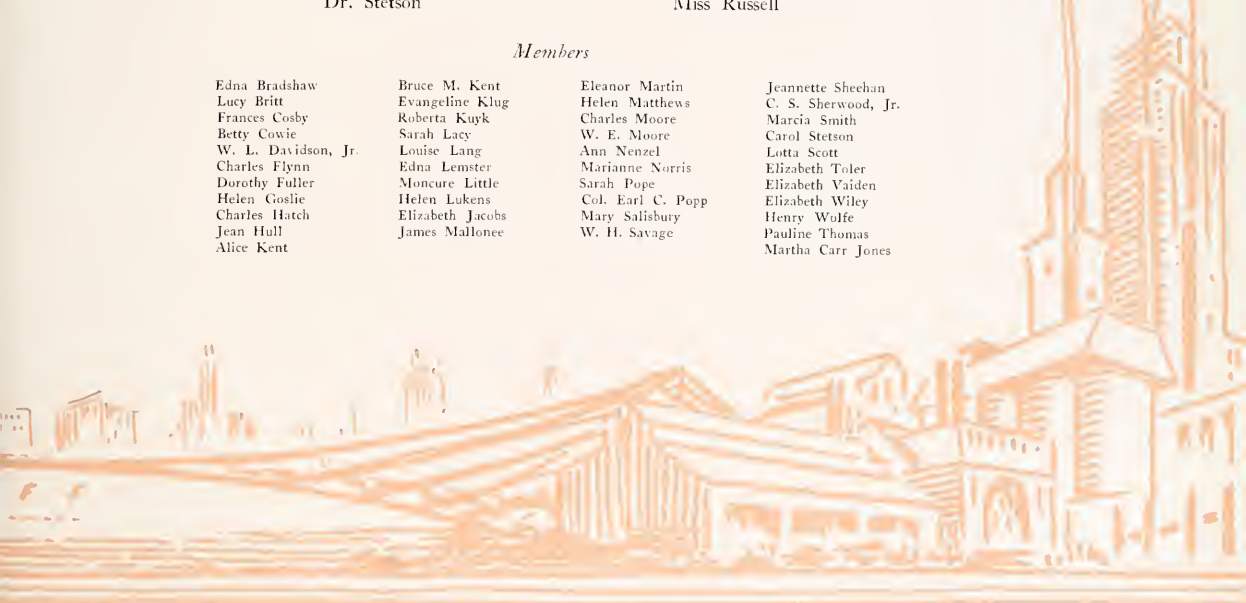 Dr. Stetson
Miss Russell
Members
Edna Bradshaw
Lucy Britt
Frances Cosby
Betty Cowie
W. L. Davidson, Jr.
Charles Flynn
Dorothy Fuller
Helen Goslie
Charles Hatch
Jean Hull
Alice Kent
Bruce M. Kent
Evangeline Klug
Roberta Kuyk
Sarah Lacy
Louise Lang
Edna Lemster
Moncure Little
Helen Lukens
Elizabeth Jacobs
James Mallonee
Eleanor Martin
Helen Matthews
Charles Moore
W. E. Moore
Ann Nenzel
Marianne Norris
Sarah Pope
Col. Earl C. Popp
Mary Salisbury
W. H. Savage
Jeannette Sheehan
C. S. Sherwood, Jr.
Marcia Smith
Carol Stetson
Lotta Scott
Elizabeth Toler
Elizabeth Vaiden
Elizabeth Wiley
Henry Wolfe
Pauline Thomas
Martha Carr Jones